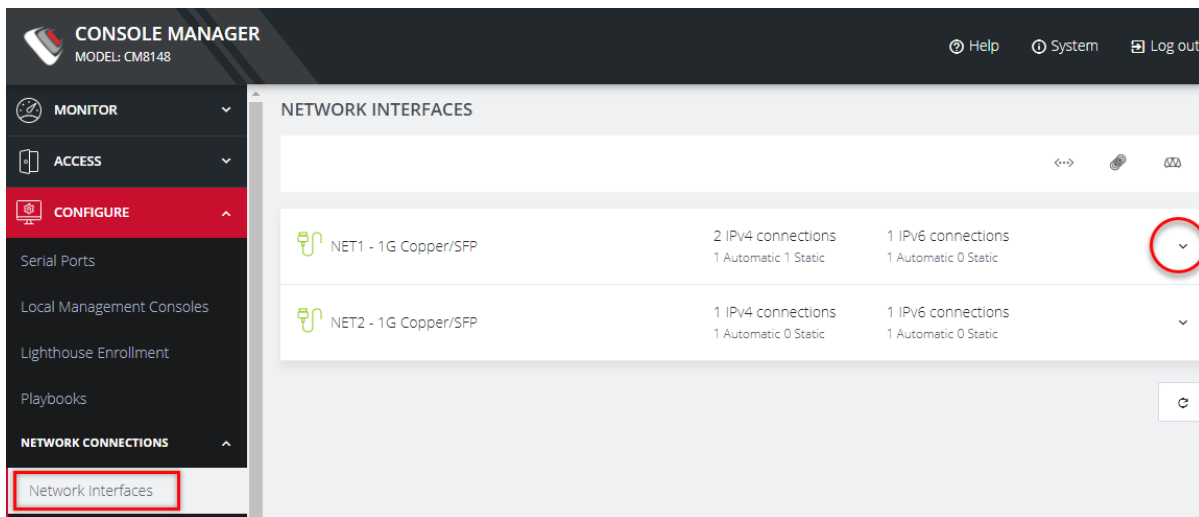 CONSOLE MANAGER
MODEL: CM8148
Help
System
Log out
MONITOR
ACCESS
CONFIGURE
Serial Ports
Local Management Consoles
Lighthouse Enrollment
Playbooks
NETWORK CONNECTIONS
Network Interfaces
NETWORK INTERFACES
NET1 - 1G Copper/SFP
2 IPv4 connections
1 Automatic 1 Static
1 IPv6 connections
1 Automatic 0 Static
NET2 - 1G Copper/SFP
1 IPv4 connections
1 Automatic 0 Static
1 IPv6 connections
1 Automatic 0 Static